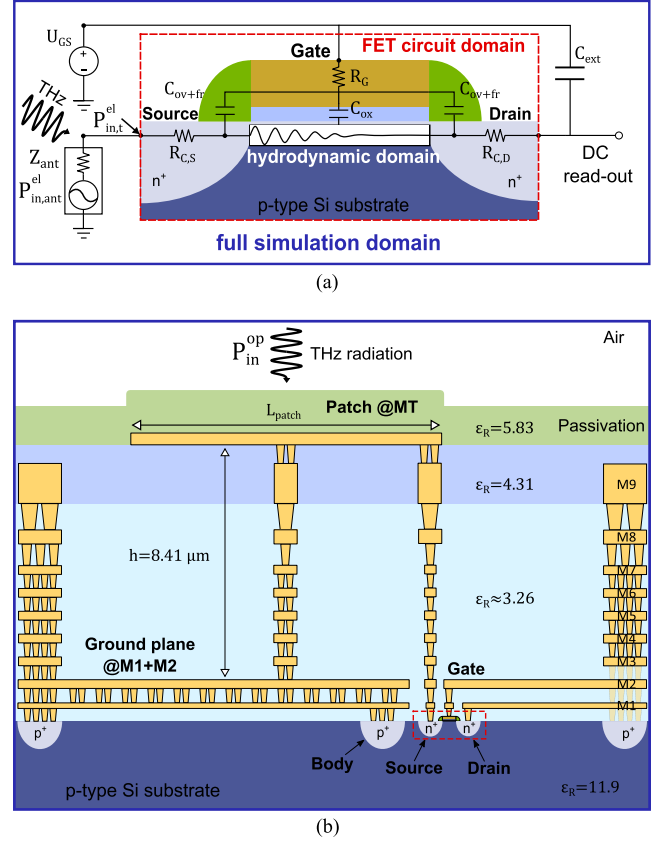 U_GS
THz
P^el_in,t
Z_ant
P^el_in,ant
Gate
FET circuit domain
C_ov+fr
R_G
C_ov+fr
C_ext
Source
C_ox
Drain
R_C,S
hydrodynamic domain
R_C,D
DC
read-out
n+
n+
p-type Si substrate
full simulation domain
(a)
P^op_in
THz radiation
Air
L_patch
Patch @MT
ε_R=5.83
Passivation
ε_R=4.31
M9
M8
h=8.41 μm
M7
M6
ε_R≈3.26
M5
M4
Ground plane
@M1+M2
Gate
M3
M2
M1
p+
p+
n+
n+
p+
Body
Source
Drain
p-type Si substrate
ε_R=11.9
(b)